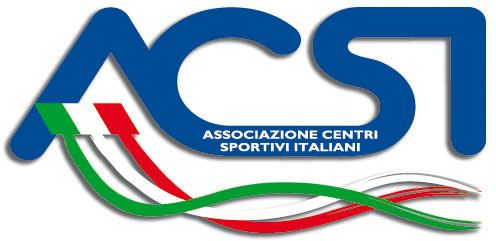 ACSI
ASSOCIAZIONE CENTRI
SPORTIVI ITALIANI